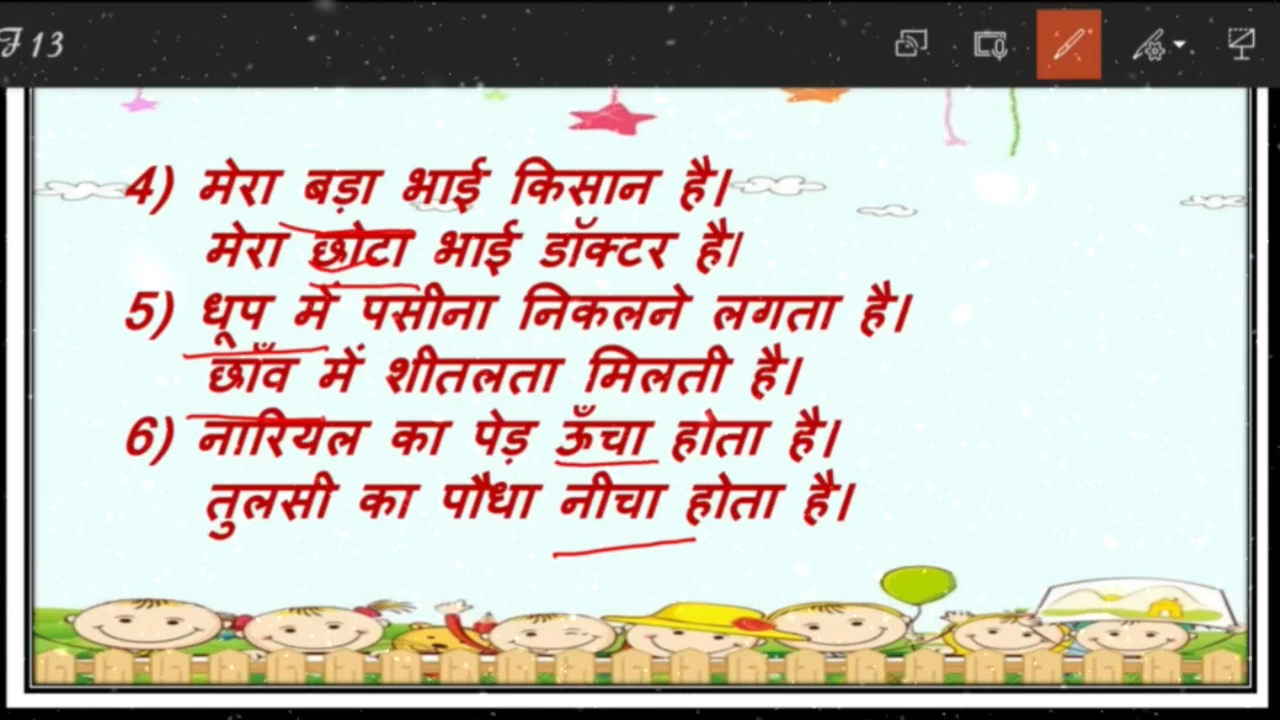 F 13
4) मेरा बड़ा भाई किसान है।
मेरा छोटा भाई डॉक्टर है।
5) धूप में पसीना निकलने लगता है।
छाँव में शीतलता मिलती है।
6) नारियल का पेड़ ऊँचा होता है।
तुलसी का पौधा नीचा होता है।